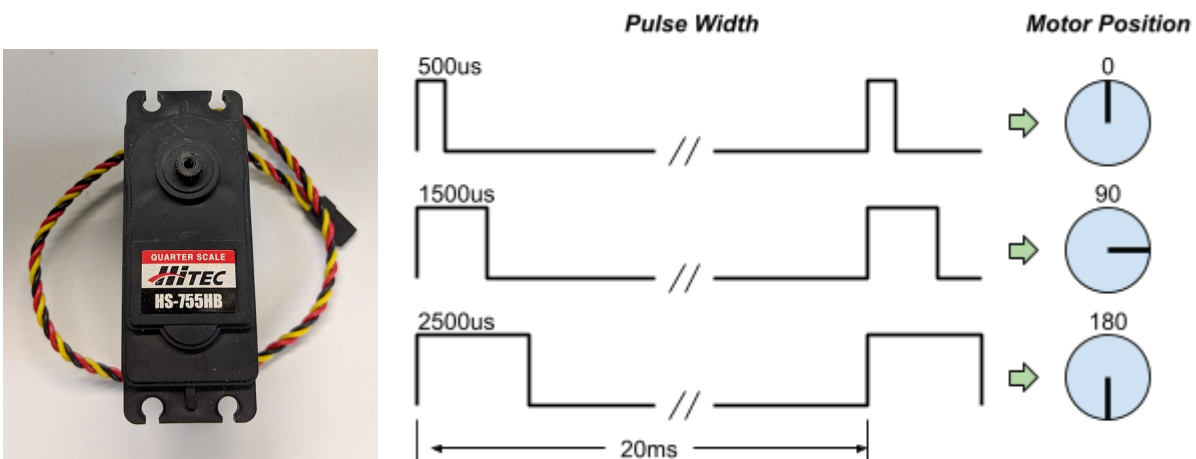 Pulse Width
Motor Position
500us
0
1500us
90
2500us
180
20ms
QUARTER SCALE
HiTEC
HS-755HB